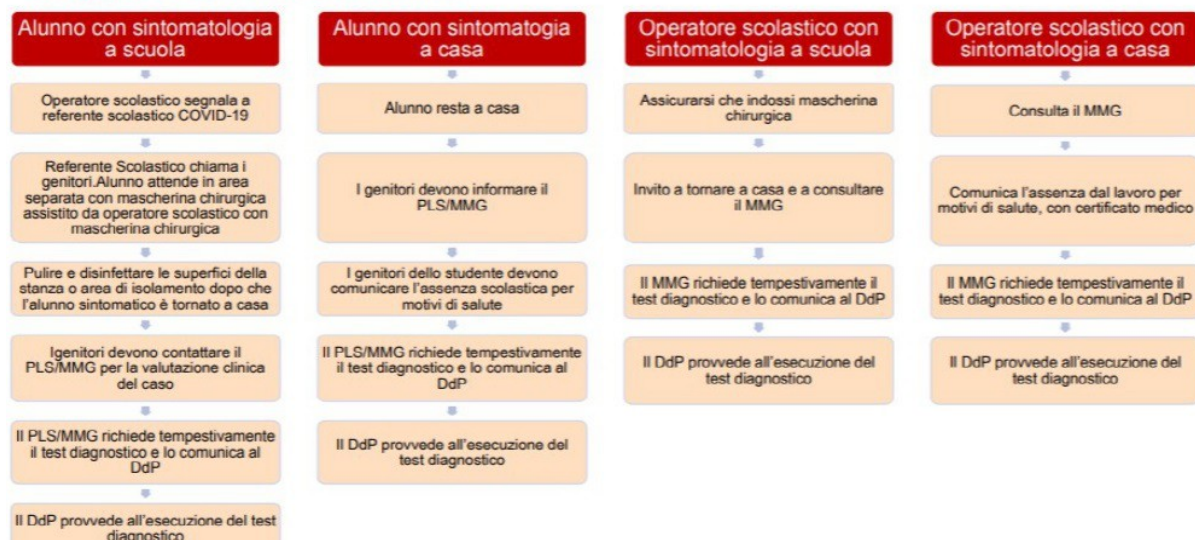 Alunno con sintomatologia
a scuola
Operatore scolastico segnala a
referente scolastico COVID-19
Referente Scolastico chiama i
genitori.Alunno attende in area
separata con mascherina chirurgica
assistito da operatore scolastico con
mascherina chirurgica
Pulire e disinfettare le superfici della
stanza o area di isolamento dopo che
l'alunno sintomatico è tornato a casa
Igenitori devono contattare il
PLS/MMG per la valutazione clinica
del caso
Il PLS/MMG richiede tempestivamente
il test diagnostico e lo comunica al
DdP
Il DdP provvede all'esecuzione del test
diagnostico
Alunno con sintomatogia
a casa
Alunno resta a casa
I genitori devono informare il
PLS/MMG
I genitori dello studente devono
comunicare l'assenza scolastica per
motivi di salute
Il PLS/MMG richiede tempestivamente
il test diagnostico e lo comunica al
DdP
Il DdP provvede all'esecuzione del
test diagnostico
Operatore scolastico con
sintomatologia a scuola
Assicurarsi che indossi mascherina
chirurgica
Invito a tornare a casa e a consultare
il MMG
Il MMG richiede tempestivamente il
test diagnostico e lo comunica al DdP
Il DdP provvede all'esecuzione del
test diagnostico
Operatore scolastico con
sintomatologia a casa
Consulta il MMG
Comunica l'assenza dal lavoro per
motivi di salute, con certificato medico
Il MMG richiede tempestivamente il
test diagnostico e lo comunica al DdP
Il DdP provvede all'esecuzione del
test diagnostico